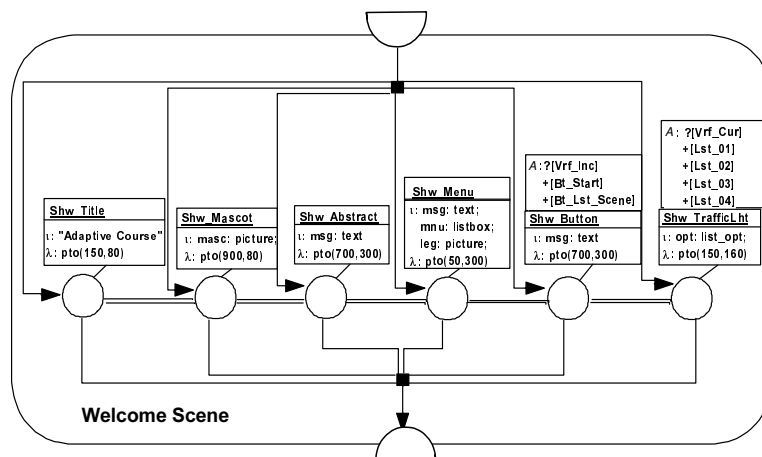 A: ?[Vrf_Cur]
+[Lst_01]
+[Lst_02]
+[Lst_03]
+[Lst_04]
A: ?[Vrf_Inc]
+[Bt_Start]
+[Bt_Lst_Scene]
Shw_Title
ι: "Adaptive Course"
λ: pto(150,80)
Shw_Mascot
ι: masc: picture;
λ: pto(900,80)
Shw_Abstract
ι: msg: text
λ: pto(700,300)
Shw_Menu
ι: msg: text;
mnu: listbox;
leg: picture;
λ: pto(50,300)
Shw_Button
ι: msg: text
λ: pto(700,300)
Shw_TrafficLht
ι: opt: list_opt;
λ: pto(150,160)
Welcome Scene